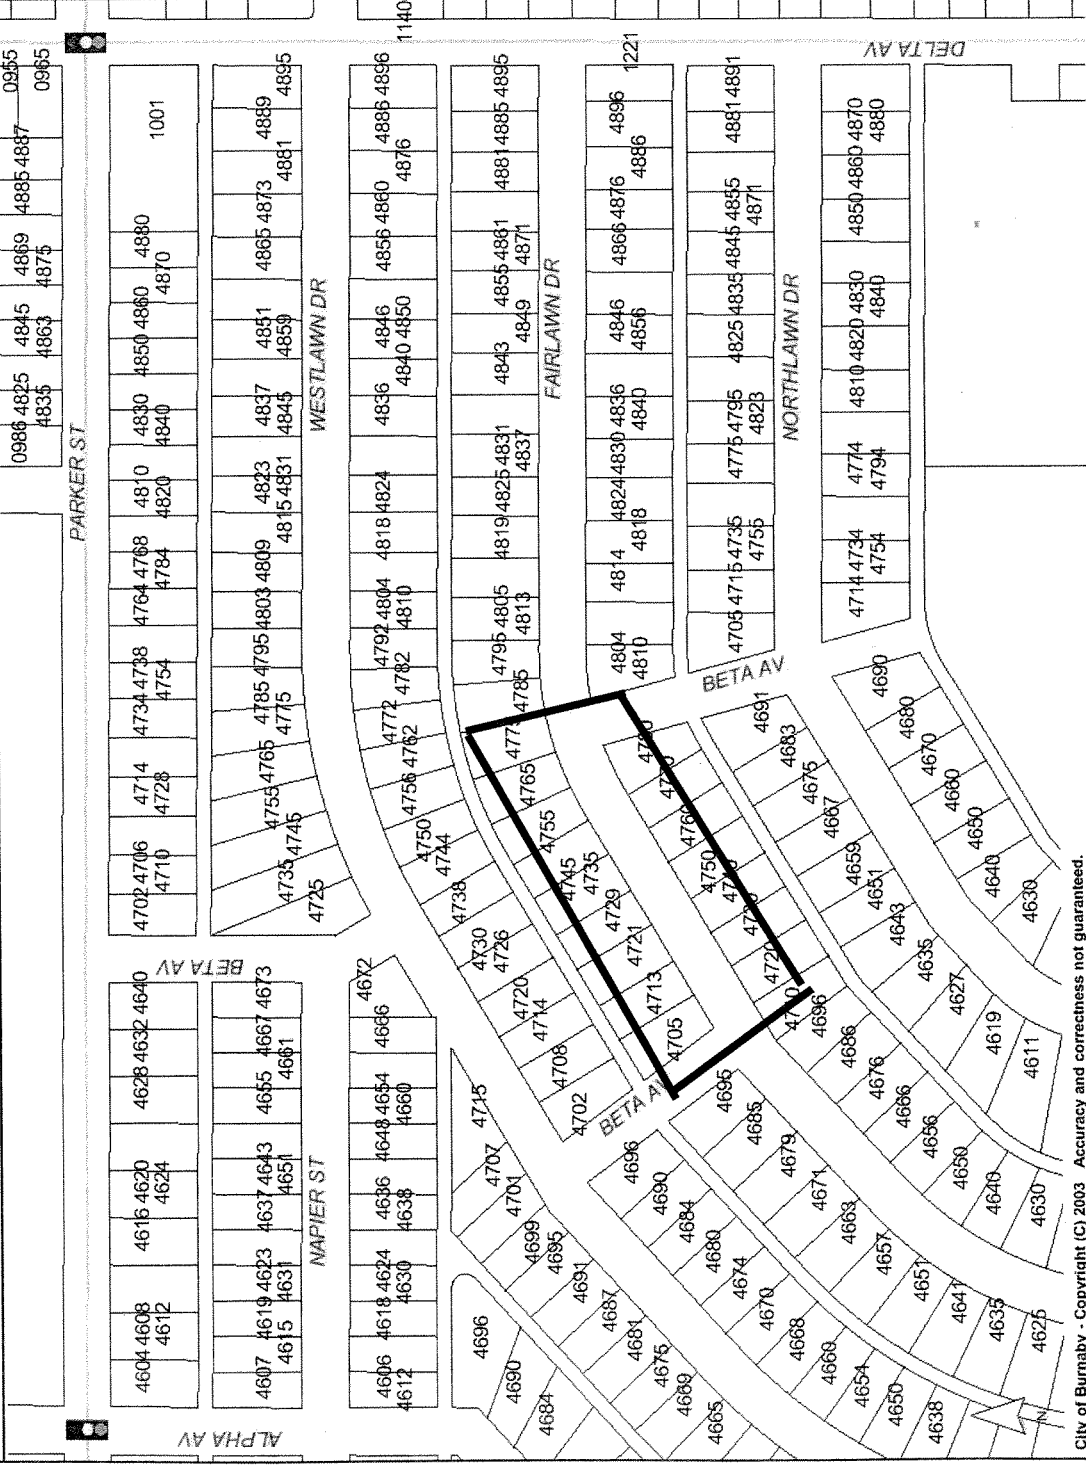 0986 4825 4845 4869 4885 4887 0955
4835 4863 4875 0965
PARKER ST
4604 4608 4616 4620 4628 4632 4640 4702 4706 4714 4734 4738 4764 4768 4810 4830 4850 4860 4880 1001
4612 4624 4710 4728 4754 4784 4820 4840 4870
ALPHA AV
BETA AV
4607 4619 4623 4637 4643 4655 4667 4673 4735 4755 4765 4785 4795 4803 4809 4823 4837 4851 4865 4873 4889 4895
4615 4631 4651 4661 4725 4745 4775 4815 4831 4845 4859 4881
NAPIER ST
WESTLAWN DR
4672
4606 4618 4624 4636 4648 4654 4666 4750 4756 4772 4792 4804 4818 4824 4836 4846 4856 4860 4886 4896
4612 4630 4638 4660 4744 4762 4782 4810 4840 4850 4876 1140
4696 4690 4684
4738 4730 4726 4720 4714 4708 4702
4715 4707 4701 4699 4695 4691 4687 4681 4675 4669 4665
4705 4713 4721 4729 4735 4745 4755 4765 4785 4795 4805 4819 4825 4831 4843 4855 4861 4881 4885 4895
4813 4837 4849 4871
FAIRLAWN DR
BETA AV
4804 4814 4824 4830 4836 4846 4866 4876 4896 1221
4810 4818 4840 4856 4886
4720 4750
4696 4690 4684 4680 4674 4670 4668 4660 4654 4650 4638
4695 4685 4679 4671 4663 4657 4651 4641 4635 4625
BETA AV
4705 4715 4735 4775 4795 4825 4835 4845 4855 4881 4891
4755 4823 4871
NORTHLAWN DR
4696 4686 4676 4666 4656 4650 4640 4630
4691 4683 4675 4667 4659 4651 4643 4635 4627 4619 4611
4714 4734 4774 4810 4820 4830 4850 4860 4870
4754 4794 4840 4880
DELTA AV
4690 4680 4670 4660 4650 4640 4630
N
City of Burnaby - Copyright (C) 2003 Accuracy and correctness not guaranteed.